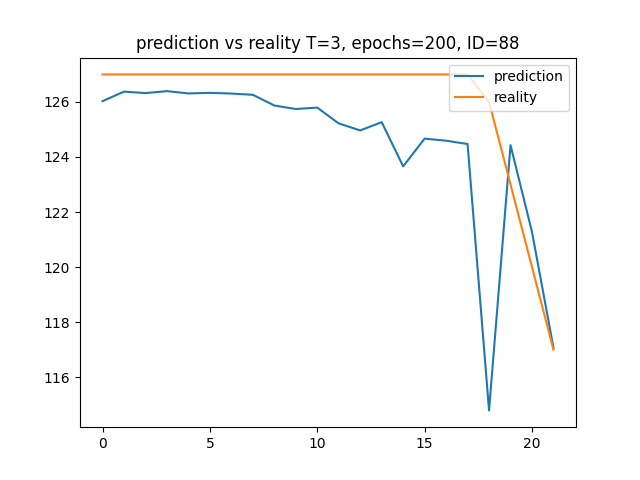 prediction vs reality T=3, epochs=200, ID=88
prediction
reality
126
124
122
120
118
116
0 5 10 15 20